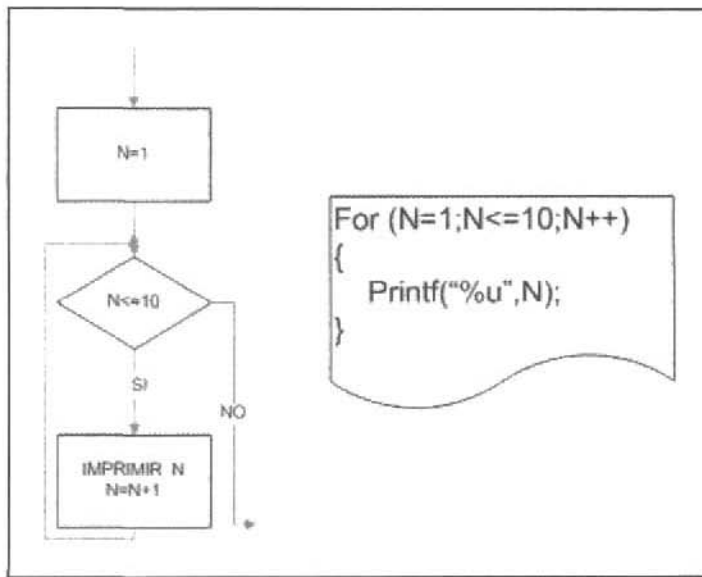 N=1
N<=10
SI
NO
IMPRIMIR N
N=N+1
For (N=1;N<=10;N++)
{
Printf("%u",N);
}